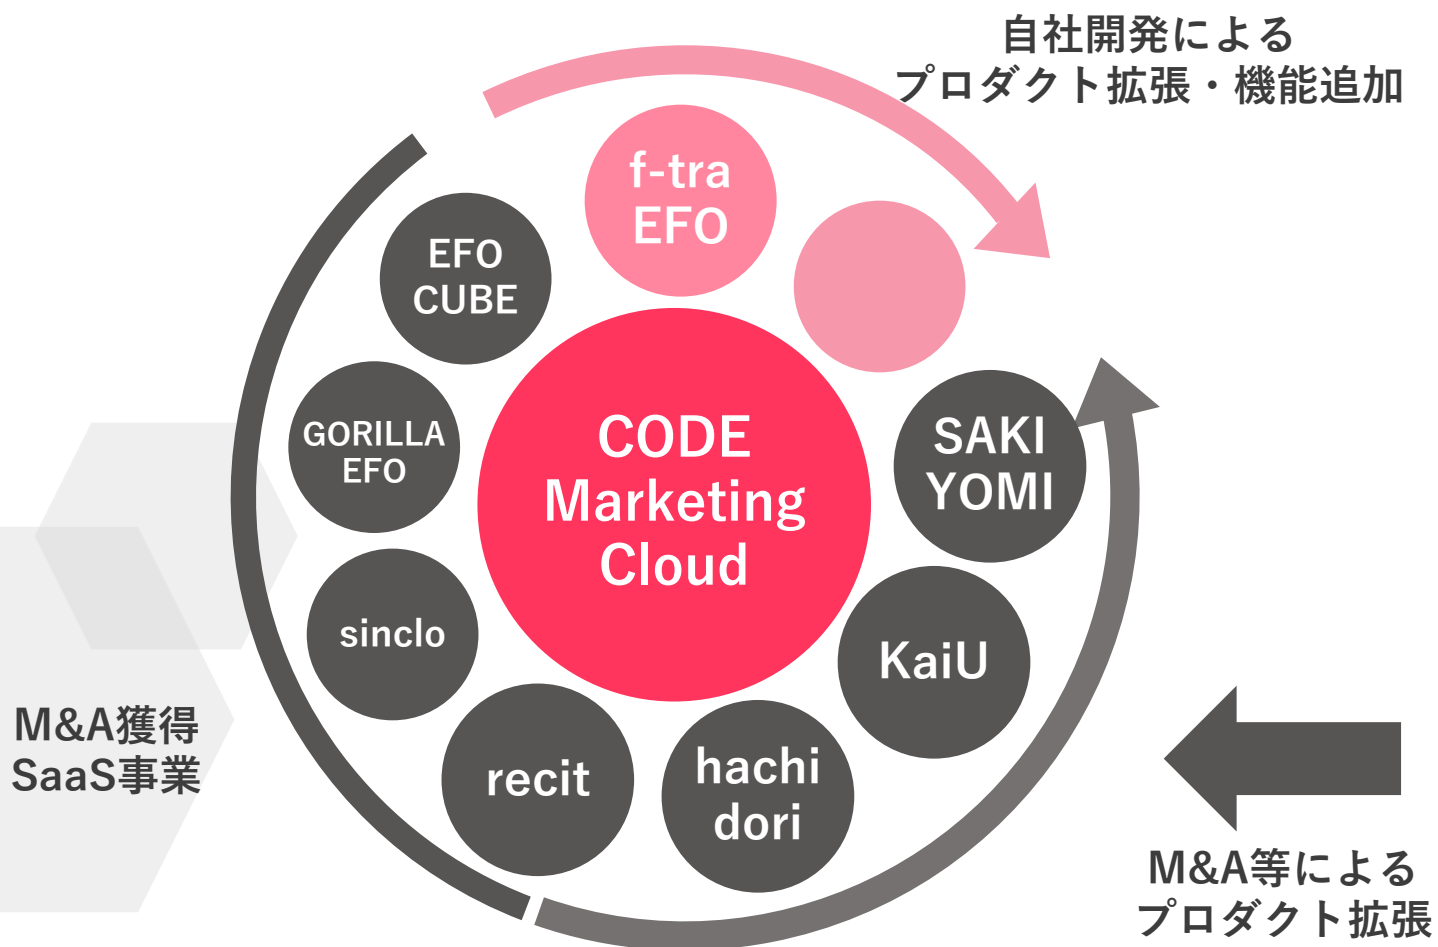 自社開発による
プロダクト拡張・機能追加
f-tra
EFO
EFO
CUBE
GORILLA
EFO
CODE
Marketing
Cloud
SAKI
YOMI
sinclo
KaiU
M&A獲得
SaaS事業
recit
hachi
dori
M&A等による
プロダクト拡張